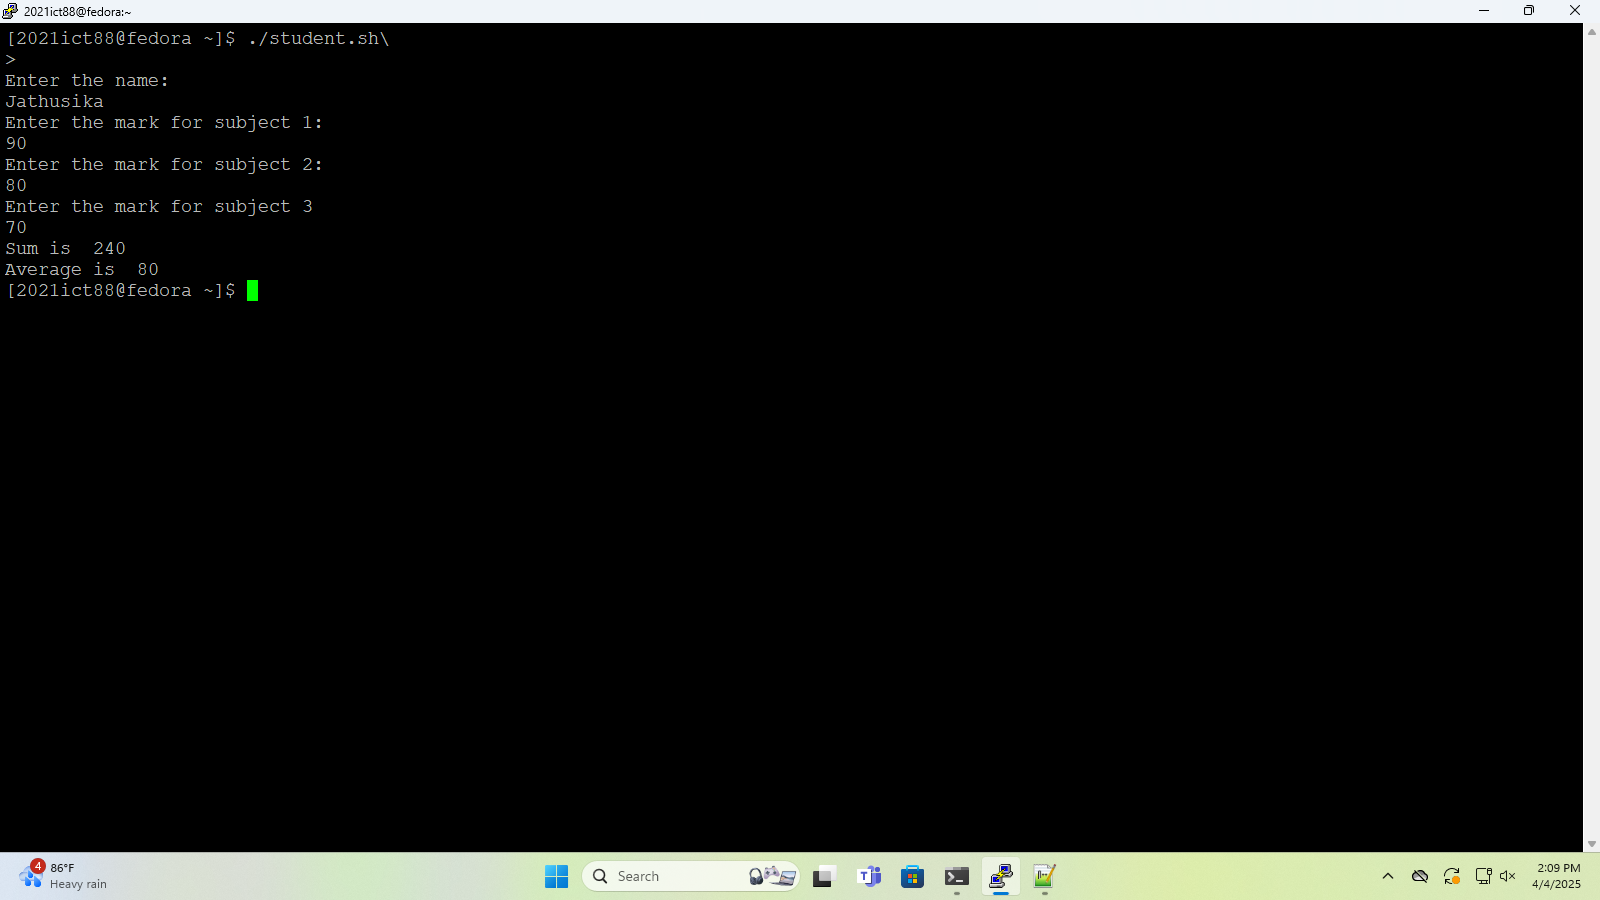 2021ict88@fedora:~
[2021ict88@fedora ~]$ ./student.sh\
>
Enter the name:
Jathusika
Enter the mark for subject 1:
90
Enter the mark for subject 2:
80
Enter the mark for subject 3
70
Sum is  240
Average is  80
[2021ict88@fedora ~]$
4
86°F
Heavy rain
Search
2:09 PM
4/4/2025